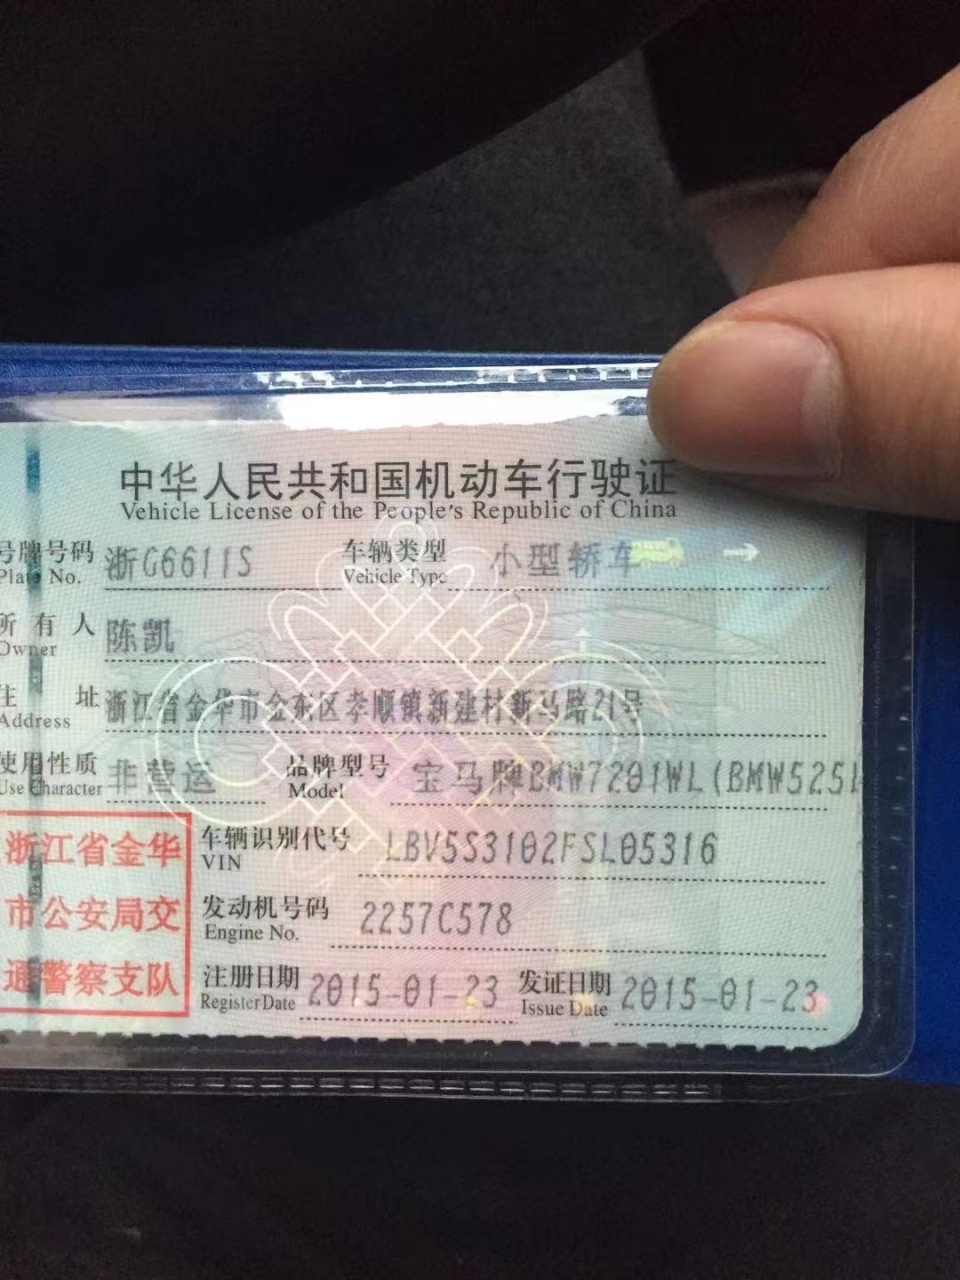 中华人民共和国机动车行驶证
Vehicle License of the People's Republic of China
号牌号码 浙G6611S 车辆类型 小型轿车
Plate No. Vehicle Type
所有人 陈凯
Owner
住址 浙江省金华市金东区孝顺镇新建村新马路21号
Address
使用性质 非营运 品牌型号 宝马牌BMW7201WL(BMW525L
Use Character Model
浙江省金华
市公安局交
通警察支队
车辆识别代号 LBV5S3102FSL05316
VIN
发动机号码 2257C578
Engine No.
注册日期 2015-01-23 发证日期 2015-01-23
Register Date Issue Date